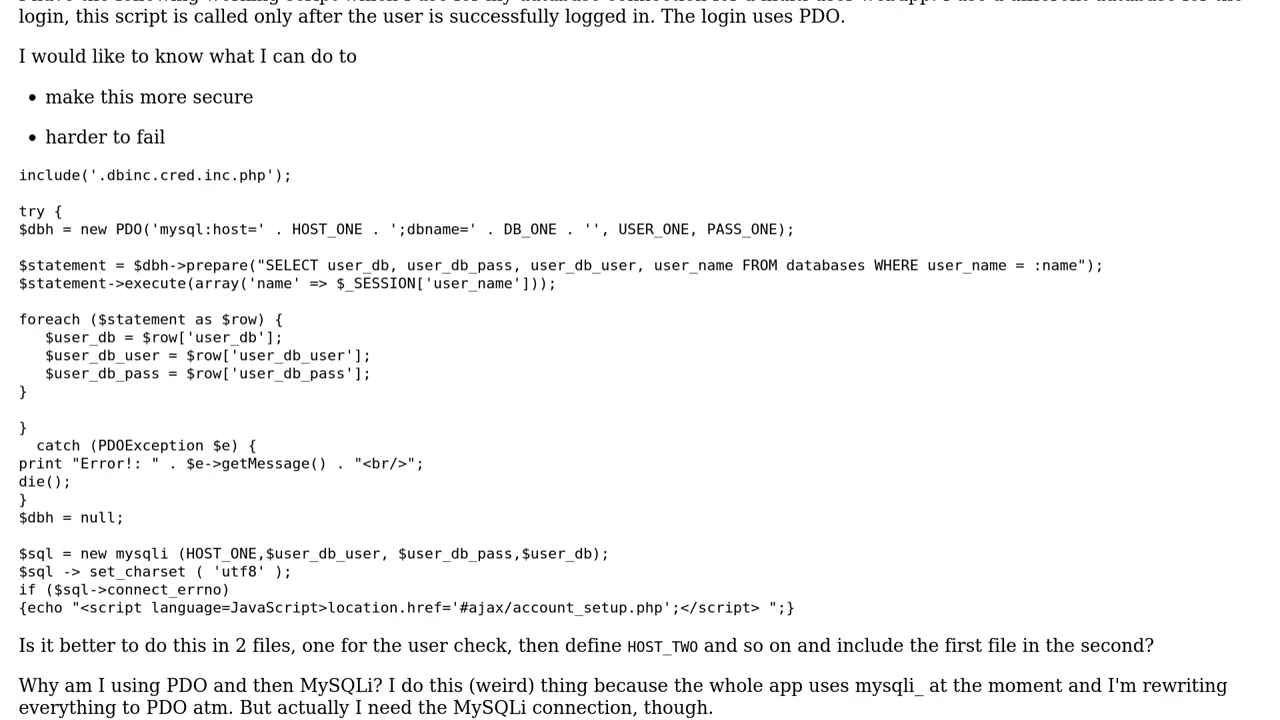 login, this script is called only after the user is successfully logged in. The login uses PDO.
I would like to know what I can do to
• make this more secure
• harder to fail
include('.dbinc.cred.inc.php');
try {
$dbh = new PDO('mysql:host=' . HOST_ONE . ';dbname=' . DB_ONE . '', USER_ONE, PASS_ONE);
$statement = $dbh->prepare("SELECT user_db, user_db_pass, user_db_user, user_name FROM databases WHERE user_name = :name");
$statement->execute(array('name' => $_SESSION['user_name']));
foreach ($statement as $row) {
   $user_db = $row['user_db'];
   $user_db_user = $row['user_db_user'];
   $user_db_pass = $row['user_db_pass'];
}
}
  catch (PDOException $e) {
print "Error!: " . $e->getMessage() . "<br/>";
die();
}
$dbh = null;
$sql = new mysqli (HOST_ONE,$user_db_user, $user_db_pass,$user_db);
$sql -> set_charset ( 'utf8' );
if ($sql->connect_errno)
{echo "<script language=JavaScript>location.href='#ajax/account_setup.php';</script> ";}
Is it better to do this in 2 files, one for the user check, then define HOST_TWO and so on and include the first file in the second?
Why am I using PDO and then MySQLi? I do this (weird) thing because the whole app uses mysqli_ at the moment and I'm rewriting
everything to PDO atm. But actually I need the MySQLi connection, though.